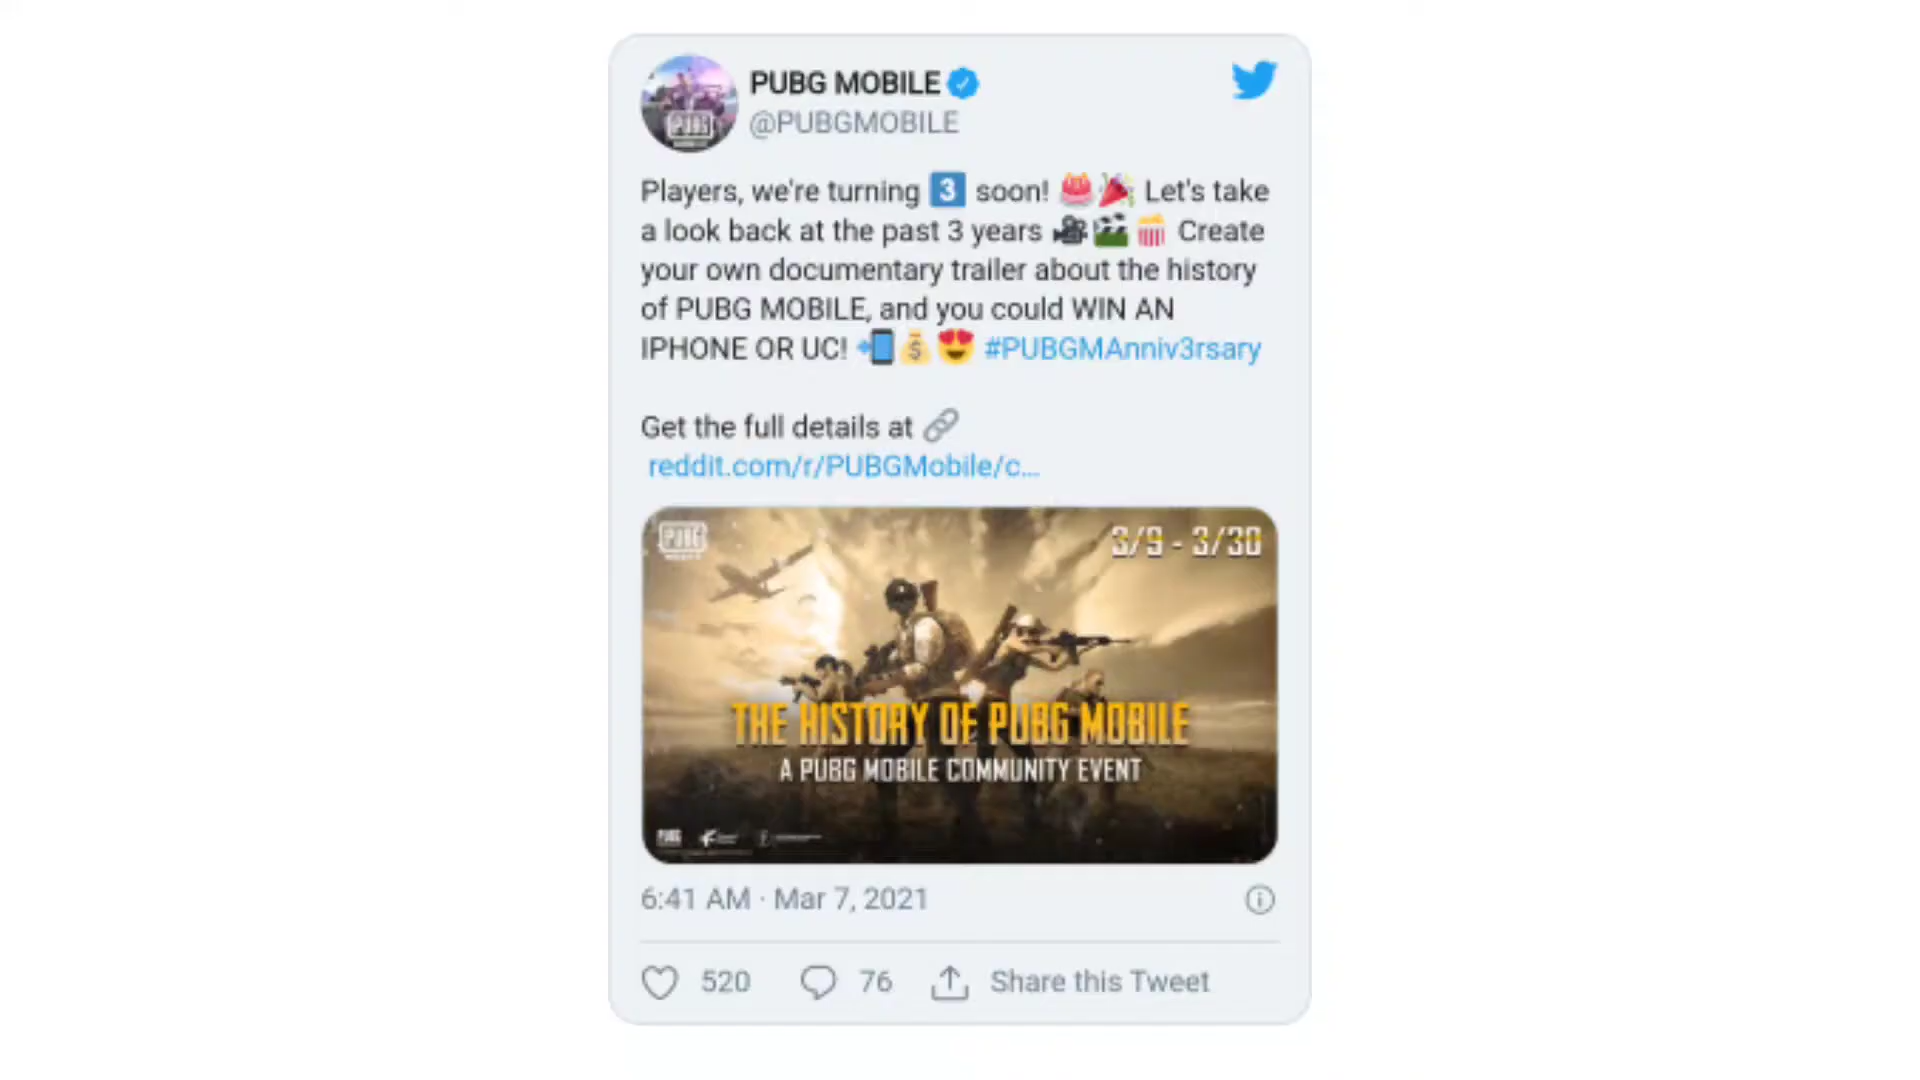 PUBG MOBILE
@PUBGMOBILE
PUBG
Players, we're turning 3 soon! 🎂🎉 Let's take
a look back at the past 3 years 🎥🎬🍿 Create
your own documentary trailer about the history
of PUBG MOBILE, and you could WIN AN
IPHONE OR UC! 📲💰😍 #PUBGMAnniv3rsary
Get the full details at 🔗
reddit.com/r/PUBGMobile/c...
PUBG
3/9 - 3/30
THE HISTORY OF PUBG MOBILE
A PUBG MOBILE COMMUNITY EVENT
PUBG
6:41 AM · Mar 7, 2021
520
76
Share this Tweet